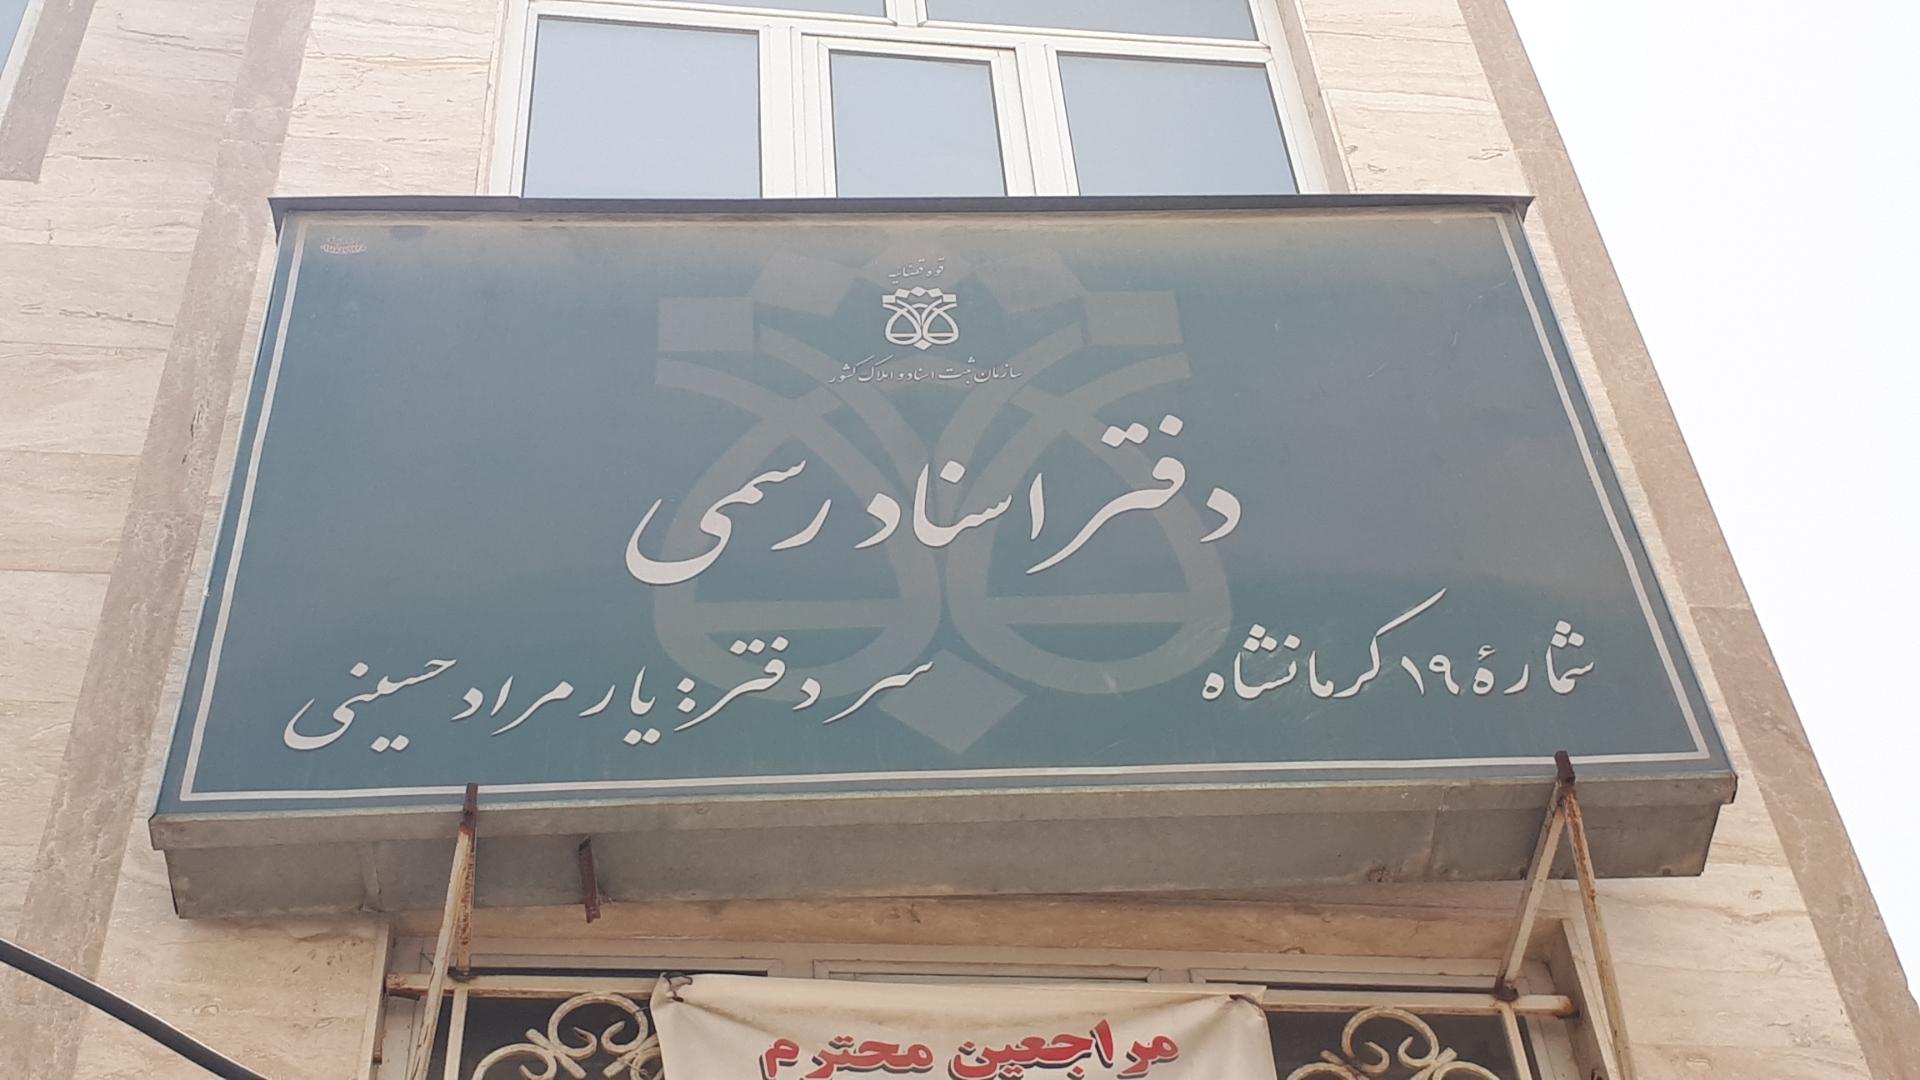 قوه قضائیه
سازمان ثبت اسناد و املاک کشور
دفتر اسناد رسمی
شمارهٔ ۱۹ کرمانشاه
سر دفتر: یار مراد حسینی
مراجعین محترم